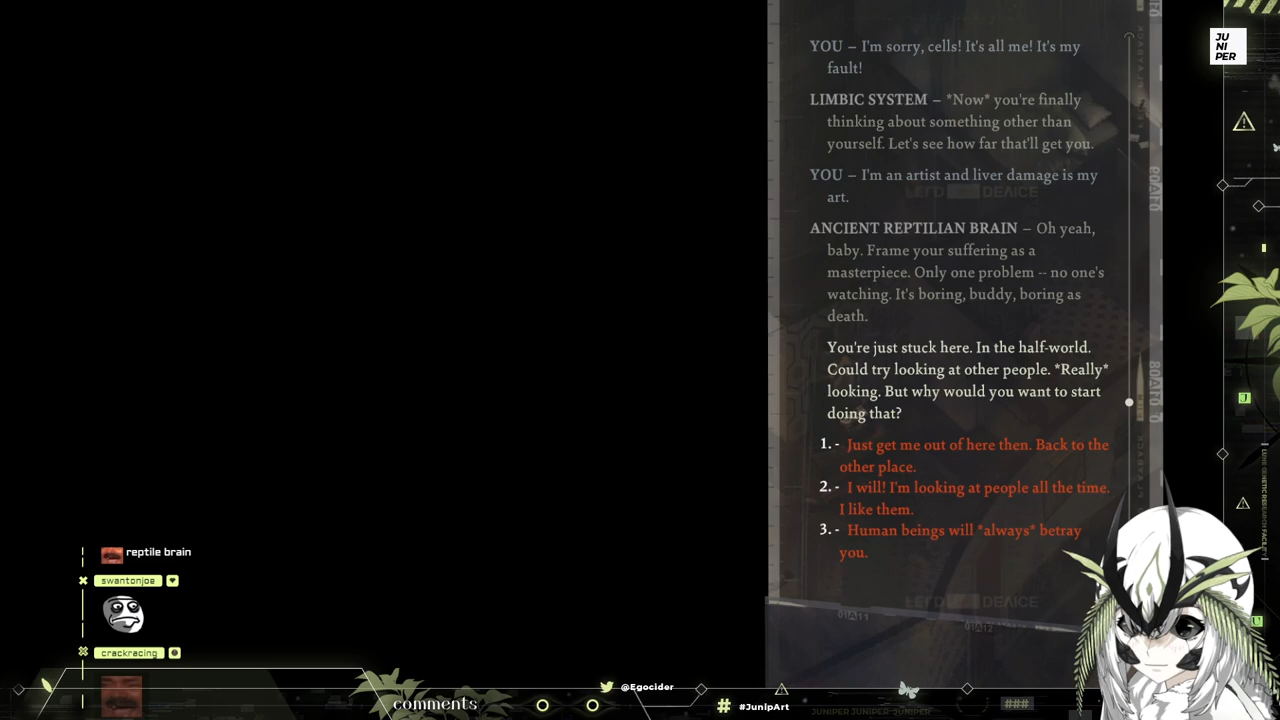 YOU – I'm sorry, cells! It's all me! It's my
fault!
LIMBIC SYSTEM – *Now* you're finally
thinking about something other than
yourself. Let's see how far that'll get you.
YOU – I'm an artist and liver damage is my
art.
ANCIENT REPTILIAN BRAIN – Oh yeah,
baby. Frame your suffering as a
masterpiece. Only one problem -- no one's
watching. It's boring, buddy, boring as
death.
You're just stuck here. In the half-world.
Could try looking at other people. *Really*
looking. But why would you want to start
doing that?
1. - Just get me out of here then. Back to the
other place.
2. - I will! I'm looking at people all the time.
I like them.
3. - Human beings will *always* betray
you.
JU
NI
PER
reptile brain
swantonjoe
crackracing
comments
@Egocider
#JunipArt
JUNIPER JUNIPER JUNIPER
###